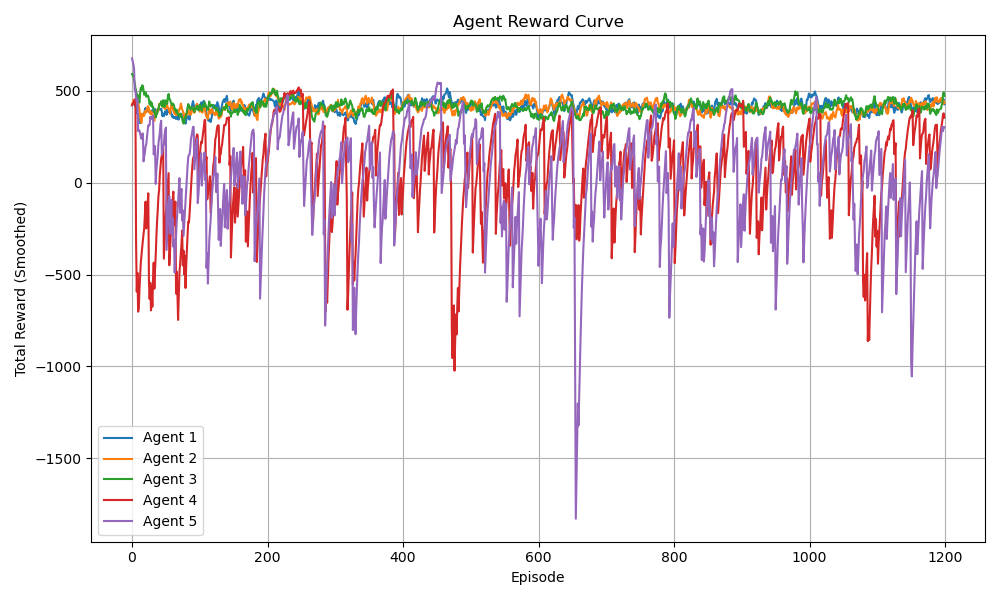 Agent Reward Curve
Total Reward (Smoothed)
500
0
−500
−1000
−1500
Agent 1
Agent 2
Agent 3
Agent 4
Agent 5
0 200 400 600 800 1000 1200
Episode